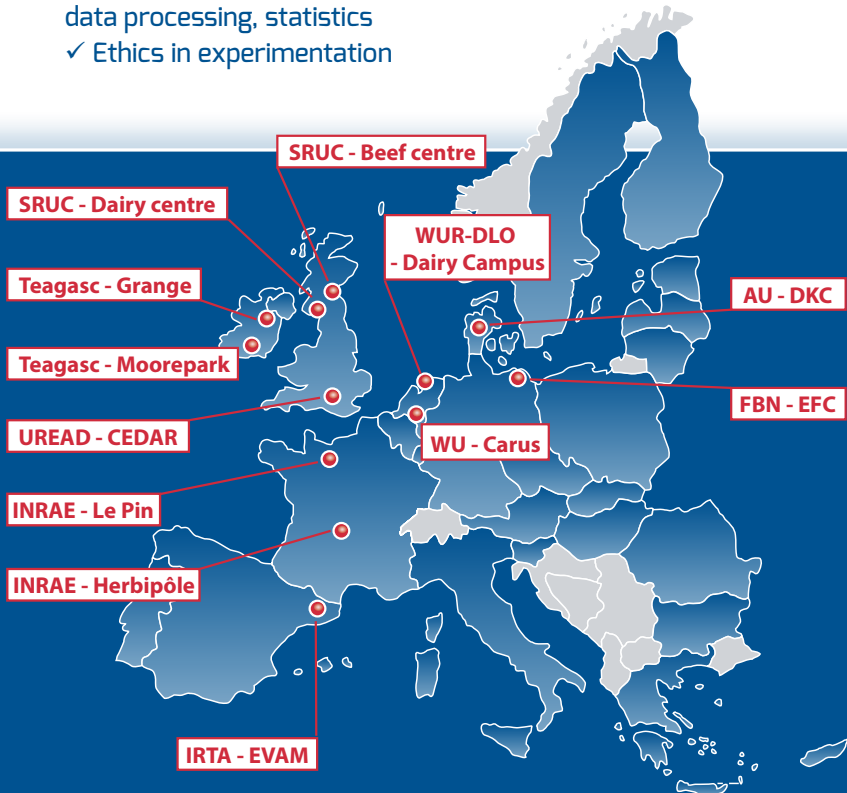 data processing, statistics
✓ Ethics in experimentation
SRUC - Beef centre
SRUC - Dairy centre
WUR-DLO
- Dairy Campus
Teagasc - Grange
AU - DKC
Teagasc - Moorepark
FBN - EFC
UREAD - CEDAR
WU - Carus
INRAE - Le Pin
INRAE - Herbipôle
IRTA - EVAM